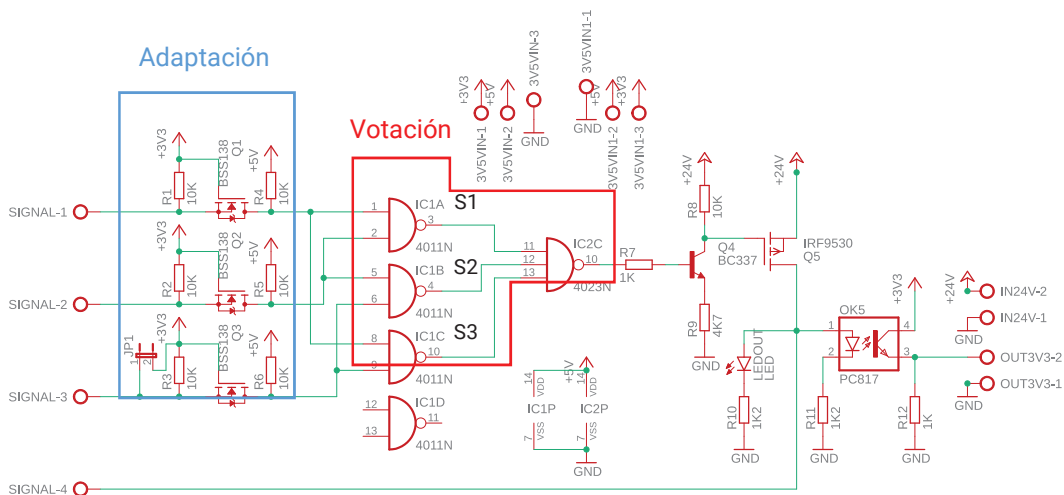 Adaptación
Votación
+3V3
BSS138
Q1
+5V
R1
10K
R4
10K
SIGNAL-1
+3V3
BSS138
Q2
+5V
R2
10K
R5
10K
SIGNAL-2
JP1
1
2
+3V3
BSS138
Q3
+5V
R3
10K
R6
10K
SIGNAL-3
SIGNAL-4
IC1A
S1
1
2
3
4011N
IC1B
S2
5
6
4
4011N
IC1C
S3
8
9
10
4011N
IC1D
12
13
11
4011N
IC2C
11
12
13
10
4023N
+3V3
+5V
3V5VIN-1
3V5VIN-2
3V5VIN-3
GND
3V5VIN1-1
GND
+5V
+3V3
3V5VIN1-2
3V5VIN1-3
R7
1K
+24V
R8
10K
Q4
BC337
R9
4K7
GND
+24V
IRF9530
Q5
+5V
14
VDD
14
VDD
IC1P
IC2P
7
VSS
7
VSS
GND
LEDOUT
LED
R10
1K2
GND
OK5
1
2
4
3
PC817
R11
1K2
GND
+3V3
R12
1K
GND
+24V
IN24V-2
IN24V-1
GND
OUT3V3-2
OUT3V3-1
GND